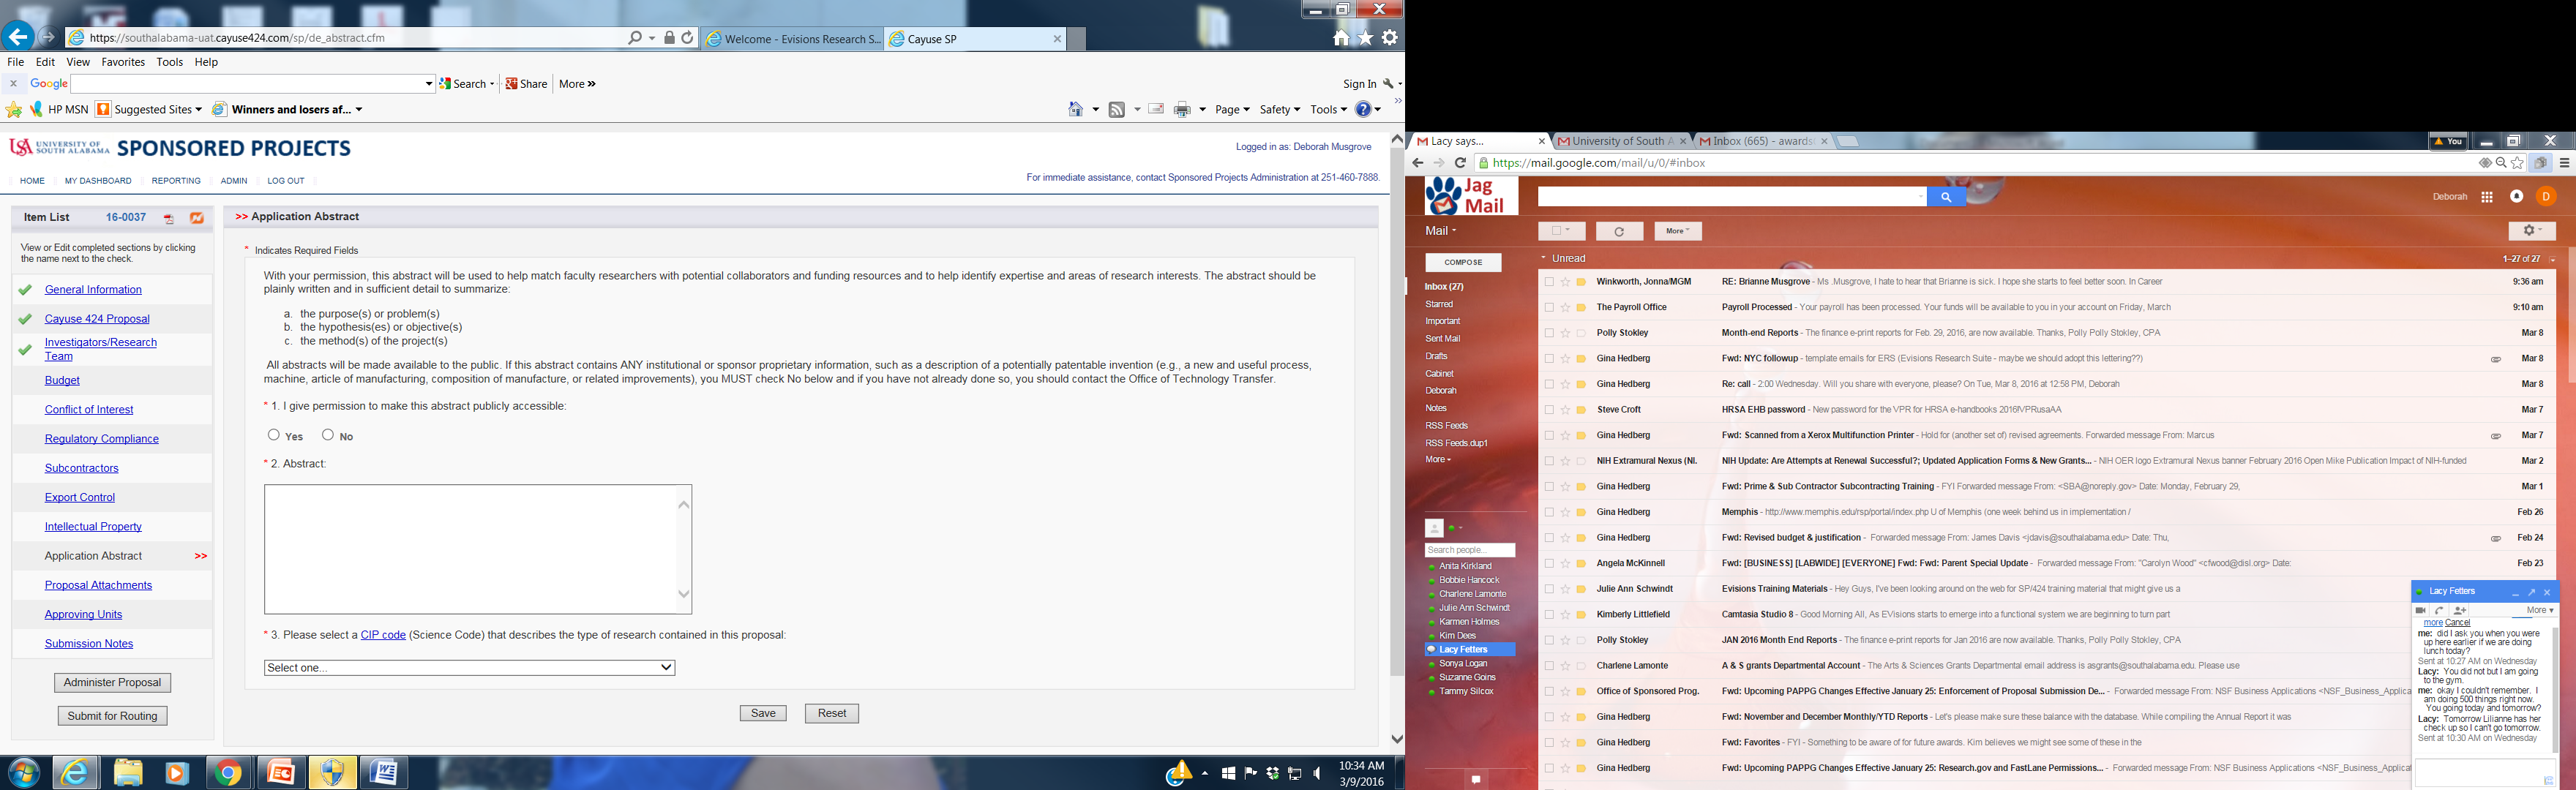 https://southalabama-uat.cayuse424.com/sp/de_abstract.cfm
Welcome - Evisions Research S...
Cayuse SP
File Edit View Favorites Tools Help
x Google Search Share More »
Sign In
HP MSN Suggested Sites Winners and losers af...
Page Safety Tools
USA UNIVERSITY OF SOUTH ALABAMA SPONSORED PROJECTS
Logged in as: Deborah Musgrove
HOME MY DASHBOARD REPORTING ADMIN LOG OUT
For immediate assistance, contact Sponsored Projects Administration at 251-460-7888.
Item List 16-0037
View or Edit completed sections by clicking
the name next to the check.
General Information
Cayuse 424 Proposal
Investigators/Research
Team
Budget
Conflict of Interest
Regulatory Compliance
Subcontractors
Export Control
Intellectual Property
Application Abstract >>
Proposal Attachments
Approving Units
Submission Notes
Administer Proposal
Submit for Routing
>> Application Abstract
* Indicates Required Fields
With your permission, this abstract will be used to help match faculty researchers with potential collaborators and funding resources and to help identify expertise and areas of research interests. The abstract should be
plainly written and in sufficient detail to summarize:
a. the purpose(s) or problem(s)
b. the hypothesis(es) or objective(s)
c. the method(s) of the project(s)
All abstracts will be made available to the public. If this abstract contains ANY institutional or sponsor proprietary information, such as a description of a potentially patentable invention (e.g., a new and useful process,
machine, article of manufacturing, composition of manufacture, or related improvements), you MUST check No below and if you have not already done so, you should contact the Office of Technology Transfer.
* 1. I give permission to make this abstract publicly accessible:
Yes No
* 2. Abstract:
* 3. Please select a CIP code (Science Code) that describes the type of research contained in this proposal:
Select one...
Save Reset
10:34 AM
3/9/2016
Lacy says...
University of South A
Inbox (665) - awards
You
https://mail.google.com/mail/u/0/#inbox
Jag
Mail
Deborah
D
Mail
More
COMPOSE
Inbox (27)
Starred
Important
Sent Mail
Drafts
Cabinet
Deborah
Notes
RSS Feeds
RSS Feeds dup1
More
Search people...
Anita Kirkland
Bobbie Hancock
Charlene Lamonte
Julie Ann Schwindt
Karmen Holmes
Kim Dees
Lacy Fetters
Sonya Logan
Suzanne Goins
Tammy Silcox
Unread
1–27 of 27
Winkworth, Jonna/MGM RE: Brianne Musgrove - Ms .Musgrove, I hate to hear that Brianne is sick. I hope she starts to feel better soon. In Career 9:36 am
The Payroll Office Payroll Processed - Your payroll has been processed. Your funds will be available to you in your account on Friday, March 9:10 am
Polly Stokley Month-end Reports - The finance e-print reports for Feb. 29, 2016, are now available. Thanks, Polly Polly Stokley, CPA Mar 8
Gina Hedberg Fwd: NYC followup - template emails for ERS (Evisions Research Suite - maybe we should adopt this lettering??) Mar 8
Gina Hedberg Re: call - 2:00 Wednesday. Will you share with everyone, please? On Tue, Mar 8, 2016 at 12:58 PM, Deborah Mar 8
Steve Croft HRSA EHB password - New password for the VPR for HRSA e-handbooks 2016!VPRusaAA Mar 7
Gina Hedberg Fwd: Scanned from a Xerox Multifunction Printer - Hold for (another set of) revised agreements. Forwarded message From: Marcus Mar 7
NIH Extramural Nexus (NI. NIH Update: Are Attempts at Renewal Successful?; Updated Application Forms & New Grants... - NIH OER logo Extramural Nexus banner February 2016 Open Mike Publication Impact of NIH-funded Mar 2
Gina Hedberg Fwd: Prime & Sub Contractor Subcontracting Training - FYI Forwarded message From: <SBA@noreply.gov> Date: Monday, February 29, Mar 1
Gina Hedberg Memphis - http://www.memphis.edu/rsp/portal/index.php U of Memphis (one week behind us in implementation / Feb 26
Gina Hedberg Fwd: Revised budget & justification - Forwarded message From: James Davis <jdavis@southalabama.edu> Date: Thu, Feb 24
Angela McKinnell Fwd: [BUSINESS] [LABWIDE] [EVERYONE] Fwd: Fwd: Parent Special Update - Forwarded message From: "Carolyn Wood" <cfwood@disl.org> Date: Feb 23
Julie Ann Schwindt Evisions Training Materials - Hey Guys, I've been looking around on the web for SP/424 training material that might give us a
Kimberly Littlefield Camtasia Studio 8 - Good Morning All, As EVisions starts to emerge into a functional system we are beginning to turn part
Polly Stokley JAN 2016 Month End Reports - The finance e-print reports for Jan 2016 are now available. Thanks, Polly Polly Stokley, CPA
Charlene Lamonte A & S grants Departmental Account - The Arts & Sciences Grants Departmental email address is asgrants@southalabama.edu. Please use
Office of Sponsored Prog. Fwd: Upcoming PAPPG Changes Effective January 25: Enforcement of Proposal Submission De... - Forwarded message From: NSF Business Applications <NSF_Business_Applica
Gina Hedberg Fwd: November and December Monthly/YTD Reports - Let's please make sure these balance with the database. While compiling the Annual Report it was
Gina Hedberg Fwd: Favorites - FYI - Something to be aware of for future awards. Kim believes we might see some of these in the
Gina Hedberg Fwd: Upcoming PAPPG Changes Effective January 25: Research.gov and FastLane Permissions... - Forwarded message From: NSF Business Applications <NSF_Business_Applicat
Lacy Fetters
More
more Cancel
me: did I ask you when you were
up here earlier if we are doing
lunch today?
Sent at 10:27 AM on Wednesday
Lacy: You did not but I am going
to the gym.
me: okay I couldn't remember. I
am doing 500 things right now.
You going today and tomorrow?
Lacy: Tomorrow Lilianne has her
check up so I can't go tomorrow.
Sent at 10:30 AM on Wednesday